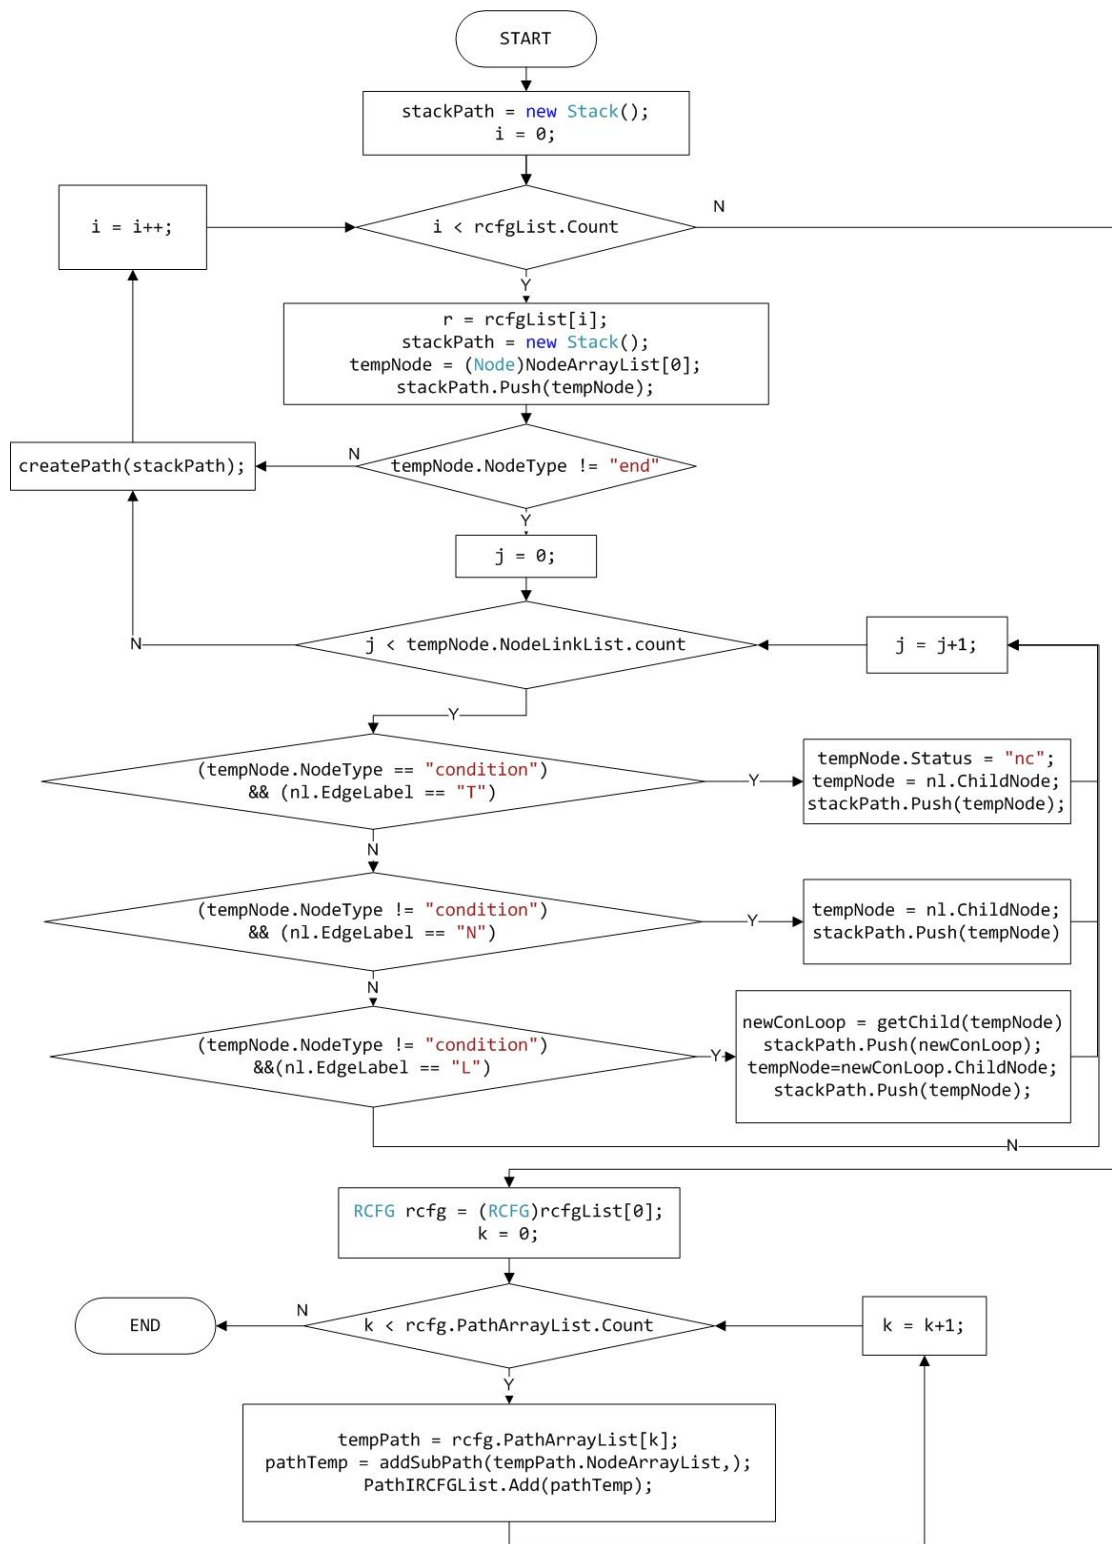 START
stackPath = new Stack();
i = 0;
i = i++;
i < rcfgList.Count
N
Y
r = rcfgList[i];
stackPath = new Stack();
tempNode = (Node)NodeArrayList[0];
stackPath.Push(tempNode);
createPath(stackPath);
N
tempNode.NodeType != "end"
Y
j = 0;
N
j < tempNode.NodeLinkList.count
j = j+1;
Y
(tempNode.NodeType == "condition")
&& (nl.EdgeLabel == "T")
Y
tempNode.Status = "nc";
tempNode = nl.ChildNode;
stackPath.Push(tempNode);
N
(tempNode.NodeType != "condition")
&& (nl.EdgeLabel == "N")
Y
tempNode = nl.ChildNode;
stackPath.Push(tempNode)
N
(tempNode.NodeType != "condition")
&&(nl.EdgeLabel == "L")
Y
newConLoop = getChild(tempNode)
stackPath.Push(newConLoop);
tempNode=newConLoop.ChildNode;
stackPath.Push(tempNode);
N
RCFG rcfg = (RCFG)rcfgList[0];
k = 0;
END
N
k < rcfg.PathArrayList.Count
k = k+1;
Y
tempPath = rcfg.PathArrayList[k];
pathTemp = addSubPath(tempPath.NodeArrayList,);
PathIRCFGList.Add(pathTemp);